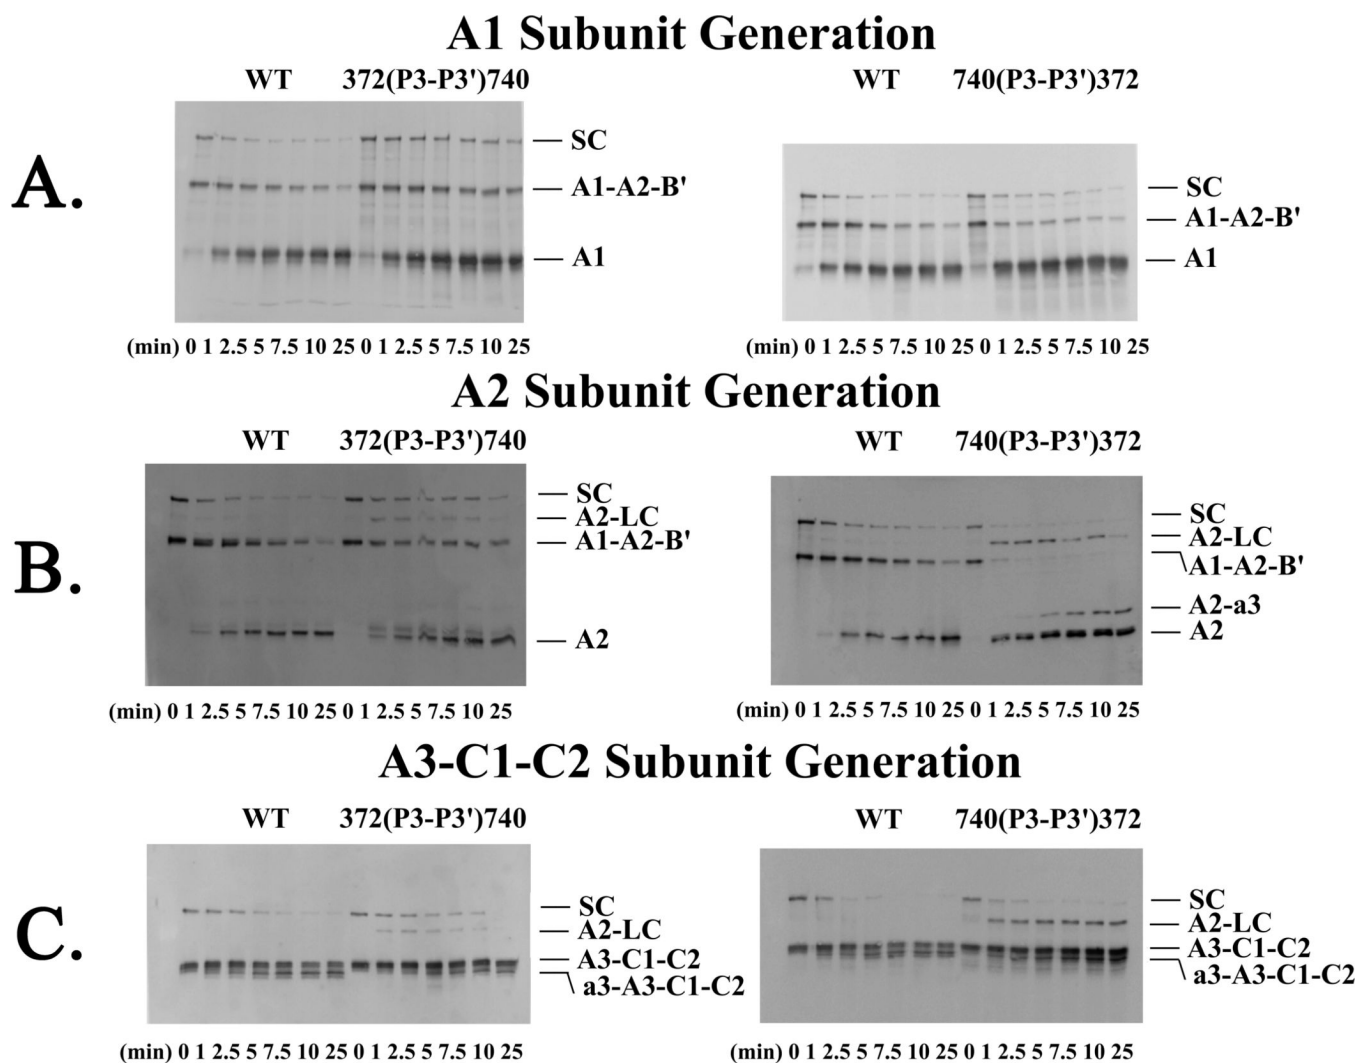 A1 Subunit Generation
WT 372(P3-P3')740 WT 740(P3-P3')372
A.
SC
A1-A2-B'
A1
SC
A1-A2-B'
A1
(min) 0 1 2.5 5 7.5 10 25 0 1 2.5 5 7.5 10 25
(min) 0 1 2.5 5 7.5 10 25 0 1 2.5 5 7.5 10 25
A2 Subunit Generation
WT 372(P3-P3')740 WT 740(P3-P3')372
B.
SC
A2-LC
A1-A2-B'
A2
SC
A2-LC
A1-A2-B'
A2-a3
A2
(min) 0 1 2.5 5 7.5 10 25 0 1 2.5 5 7.5 10 25
(min) 0 1 2.5 5 7.5 10 25 0 1 2.5 5 7.5 10 25
A3-C1-C2 Subunit Generation
WT 372(P3-P3')740 WT 740(P3-P3')372
C.
SC
A2-LC
A3-C1-C2
a3-A3-C1-C2
SC
A2-LC
A3-C1-C2
a3-A3-C1-C2
(min) 0 1 2.5 5 7.5 10 25 0 1 2.5 5 7.5 10 25
(min) 0 1 2.5 5 7.5 10 25 0 1 2.5 5 7.5 10 25